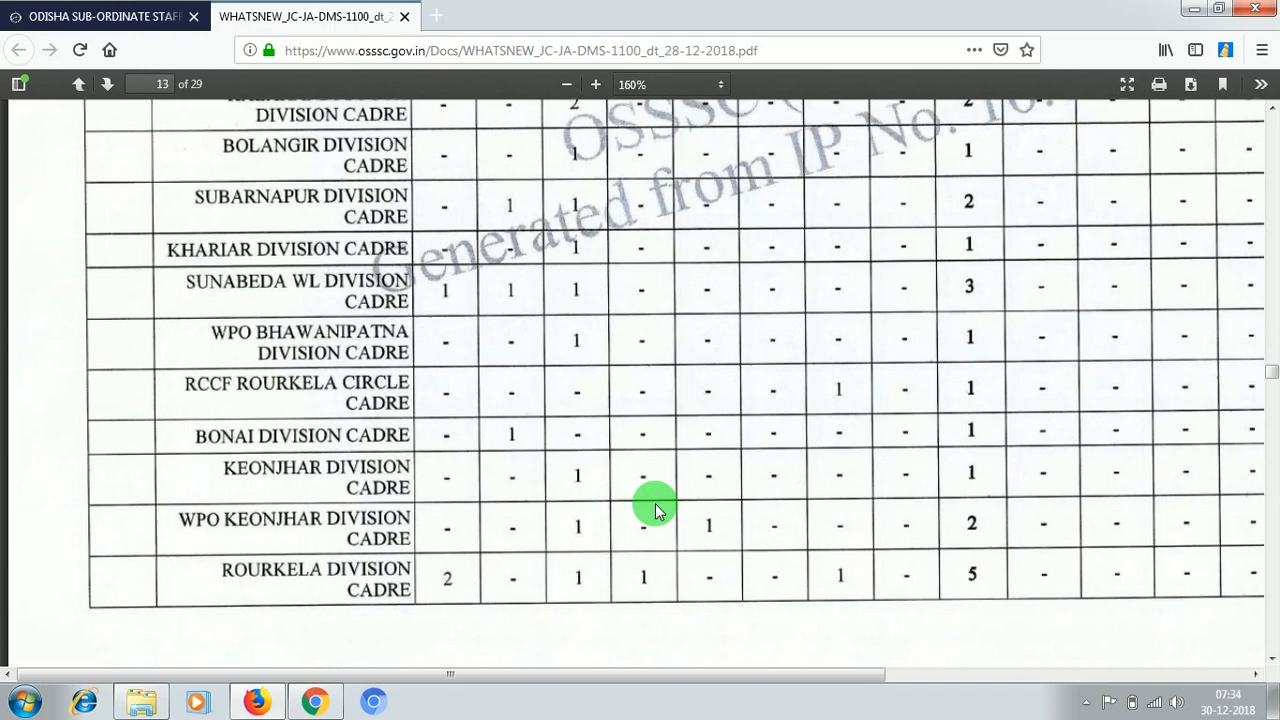 ODISHA SUB-ORDINATE STAFF
WHATSNEW_JC-JA-DMS-1100_dt_2
https://www.osssc.gov.in/Docs/WHATSNEW_JC-JA-DMS-1100_dt_28-12-2018.pdf
13 of 29
160%
DIVISION CADRE - - 2 - - - - - 2 - - - -
BOLANGIR DIVISION
CADRE - - 1 - - - - - 1 - - - -
SUBARNAPUR DIVISION
CADRE - 1 1 - - - - - 2 - - - -
KHARIAR DIVISION CADRE - - 1 - - - - - 1 - - - -
SUNABEDA WL DIVISION
CADRE 1 1 1 - - - - - 3 - - - -
WPO BHAWANIPATNA
DIVISION CADRE - - 1 - - - - - 1 - - - -
RCCF ROURKELA CIRCLE
CADRE - - - - - - 1 - 1 - - - -
BONAI DIVISION CADRE - 1 - - - - - - 1 - - - -
KEONJHAR DIVISION
CADRE - - 1 - - - - - 1 - - - -
WPO KEONJHAR DIVISION
CADRE - - 1 - 1 - - - 2 - - - -
ROURKELA DIVISION
CADRE 2 - 1 1 - - 1 - 5 - - - -
OSSSC
Generated from IP No.
07:34
30-12-2018